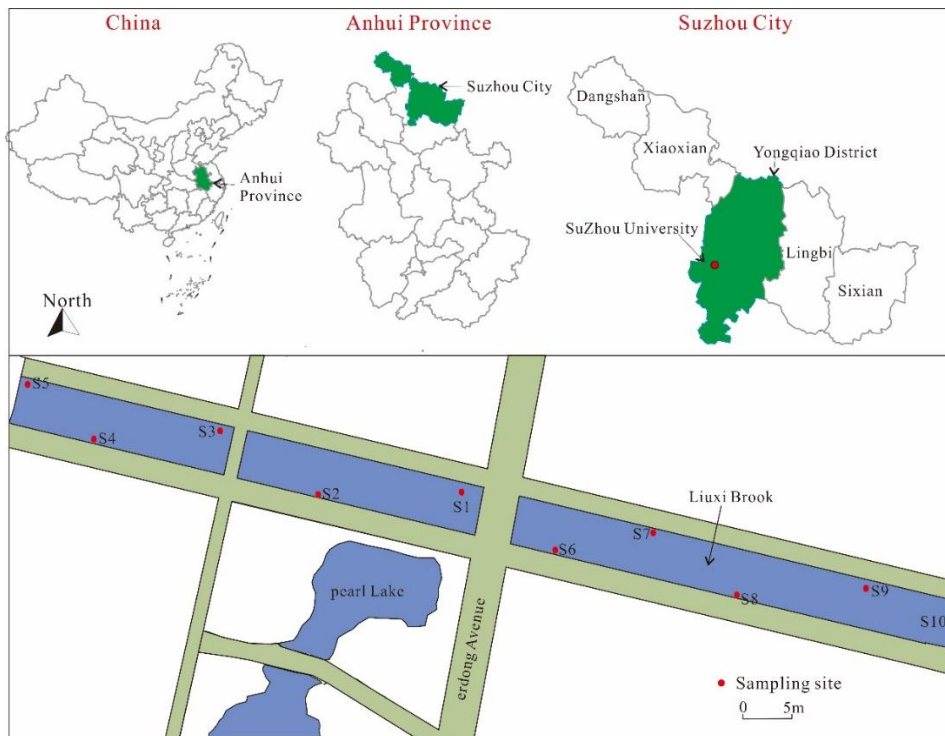 China
Anhui Province
Suzhou City
Suzhou City
Dangshan
Xiaoxian
Yongqiao District
Anhui
Province
SuZhou University
Lingbi
Sixian
North
S5
S4
S3
S2
S1
Liuxi Brook
S7
S6
S8
S9
S10
pearl Lake
erdong Avenue
Sampling site
0 5m